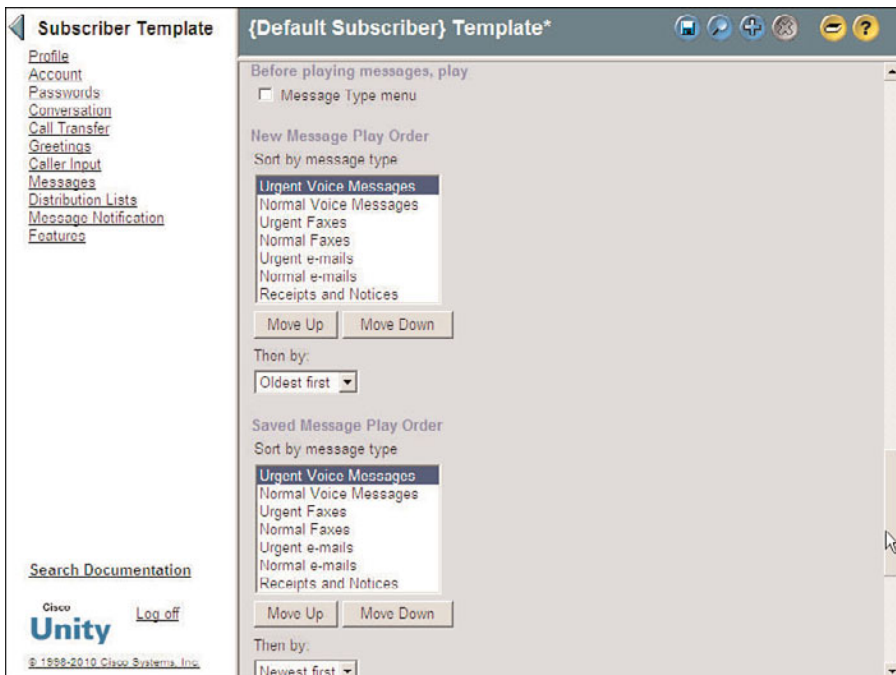 Subscriber Template
Profile
Account
Passwords
Conversation
Call Transfer
Greetings
Caller Input
Messages
Distribution Lists
Message Notification
Features
Search Documentation
Cisco
Unity
Log off
© 1998-2010 Cisco Systems, Inc.
{Default Subscriber} Template*
?
Before playing messages, play
Message Type menu
New Message Play Order
Sort by message type
Urgent Voice Messages
Normal Voice Messages
Urgent Faxes
Normal Faxes
Urgent e-mails
Normal e-mails
Receipts and Notices
Move Up Move Down
Then by:
Oldest first
Saved Message Play Order
Sort by message type
Urgent Voice Messages
Normal Voice Messages
Urgent Faxes
Normal Faxes
Urgent e-mails
Normal e-mails
Receipts and Notices
Move Up Move Down
Then by:
Newest first